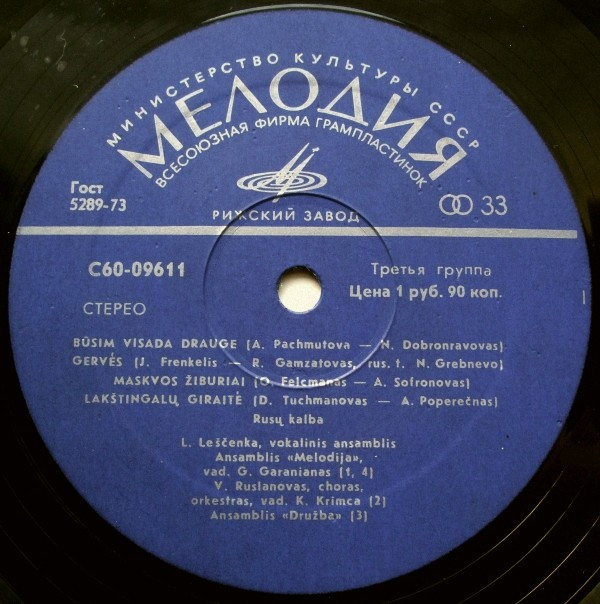 МИНИСТЕРСТВО КУЛЬТУРЫ СССР
МЕЛОДИЯ
ВСЕСОЮЗНАЯ ФИРМА ГРАМПЛАСТИНОК
Гост
5289-73
РИЖСКИЙ ЗАВОД
33
С60-09611
Третья группа
Цена 1 руб. 90 коп.
СТЕРЕО
BŪSIM VISADA DRAUGE (A. Pachmutova — N. Dobronravovas)
GERVĖS (J. Frenkelis — R. Gamzatovas, rus. t. N. Grebnevo)
MASKVOS ŽIBURIAI (O. Felcmanas — A. Sofronovas)
LAKŠTINGALŲ GIRAITĖ (D. Tuchmanovas — A. Poperečnas)
Rusų kalba
L. Leščenka, vokalinis ansamblis
Ansamblis «Melodija»,
vad. G. Garanianas (1, 4)
V. Ruslanovas, choras,
orkestras, vad. K. Krimca (2)
Ansamblis «Družba» (3)